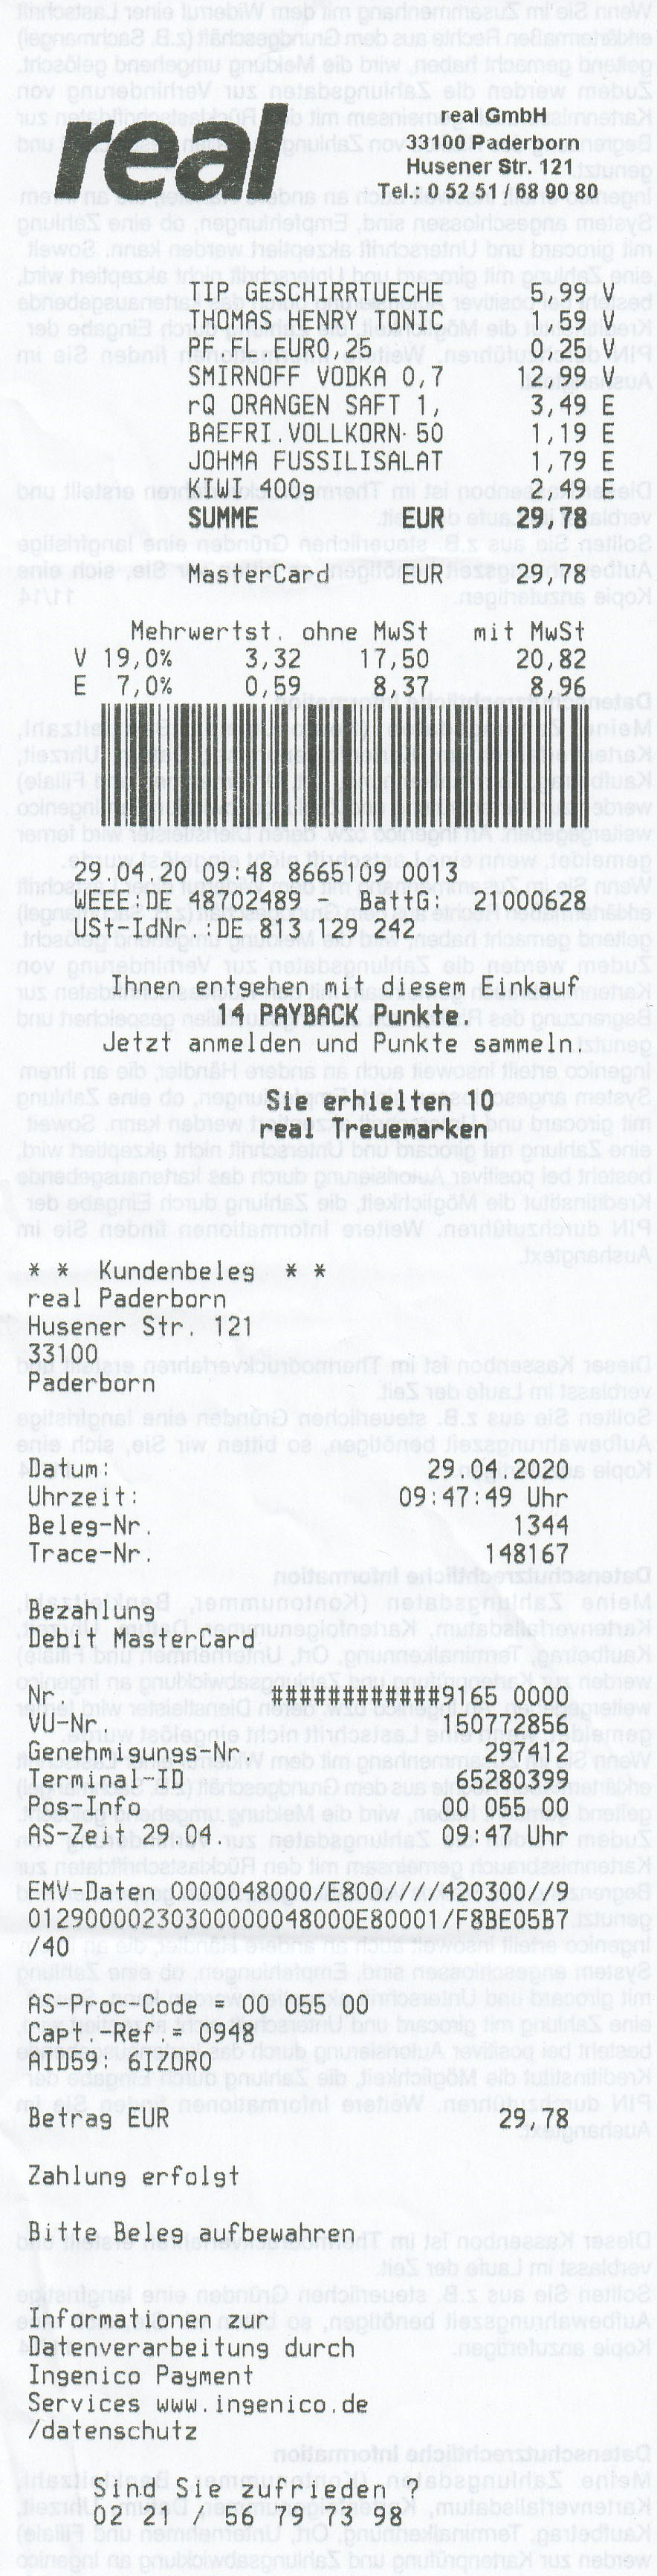 real
real GmbH
33100 Paderborn
Husener Str. 121
Tel.: 0 52 51 / 68 90 80
TIP GESCHIRRTUECHE 5,99 V
THOMAS HENRY TONIC 1,59 V
PF.FL.EURO,25 0,25 V
SMIRNOFF VODKA 0,7 12,99 V
rQ ORANGEN SAFT 1, 3,49 E
BAEFRI.VOLLKORN 50 1,19 E
JOHMA FUSSILISALAT 1,79 E
KIWI 400g 2,49 E
SUMME EUR 29,78
MasterCard EUR 29,78
Mehrwertst. ohne MwSt mit MwSt
V 19,0% 3,32 17,50 20,82
E 7,0% 0,59 8,37 8,96
29.04.20 09:48 8665109 0013
WEEE:DE 48702489 - BattG: 21000628
USt-IdNr.:DE 813 127 242
Ihnen entgehen mit diesem Einkauf
14 PAYBACK Punkte.
Jetzt anmelden und Punkte sammeln.
Sie erhielten 10
real Treuemarken
* * Kundenbeleg * *
real Paderborn
Husener Str. 121
33100
Paderborn
Datum: 29.04.2020
Uhrzeit: 09:47:49 Uhr
Beleg-Nr. 1344
Trace-Nr. 148167
Bezahlung
Debit MasterCard
Nr. ############9165 0000
VU-Nr. 150172856
Genehmigungs-Nr. 297112
Terminal-ID 65280395
Pos-Info 00 075 00
AS-Zeit 29.04. 09:47 Uhr
EMV-Daten 0000048000/E800////420300//9
01290000230300000048000E80001/F8BE05B7
/40
AS-Proc-Code = 00 055 00
Capt.-Ref.= 0948
AID59: 6IZORO
Betrag EUR 29,78
Zahlung erfolgt
Bitte Beleg aufbewahren
Informationen zur
Datenverarbeitung durch
Ingenico Payment
Services www.ingenico.de
/datenschutz
Sind Sie zufrieden ?
02 21 / 56 79 73 98